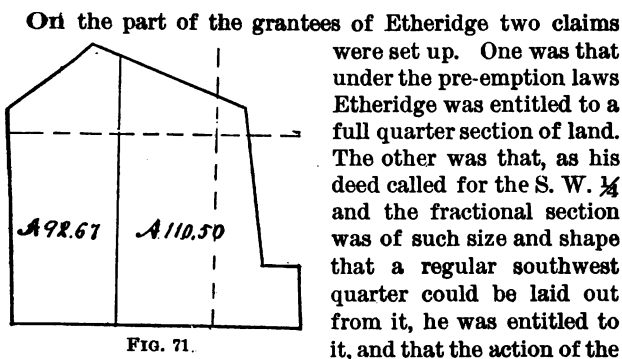 On the part of the grantees of Etheridge two claims
were set up. One was that
under the pre-emption laws
Etheridge was entitled to a
full quarter section of land.
The other was that, as his
deed called for the S. W. ¼
and the fractional section
was of such size and shape
that a regular southwest
quarter could be laid out
from it, he was entitled to
it, and that the action of the
A 92.67
A 110.50
FIG. 71.